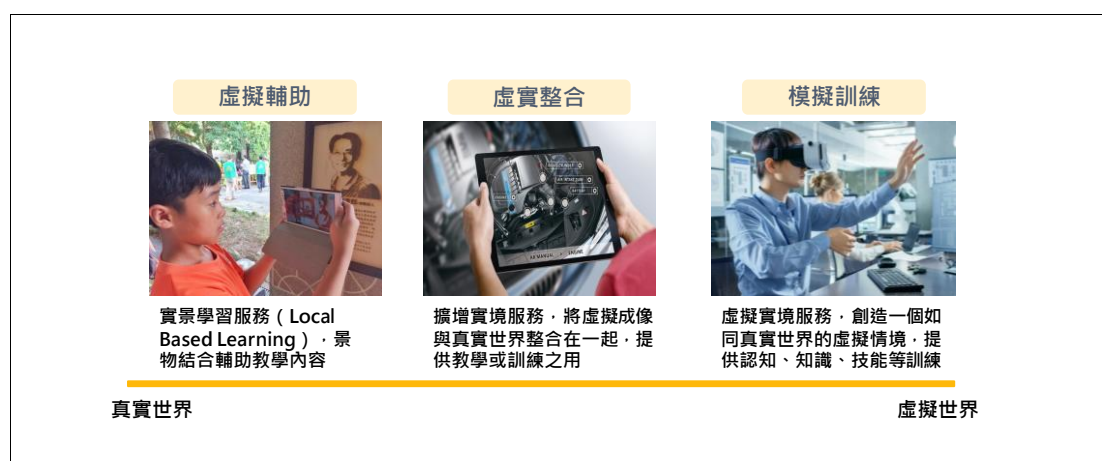 虛擬輔助
虛實整合
模擬訓練
實景學習服務（Local
Based Learning），景
物結合輔助教學內容
擴增實境服務，將虛擬成像
與真實世界整合在一起，提
供教學或訓練之用
虛擬實境服務，創造一個如
同真實世界的虛擬情境，提
供認知、知識、技能等訓練
真實世界
虛擬世界